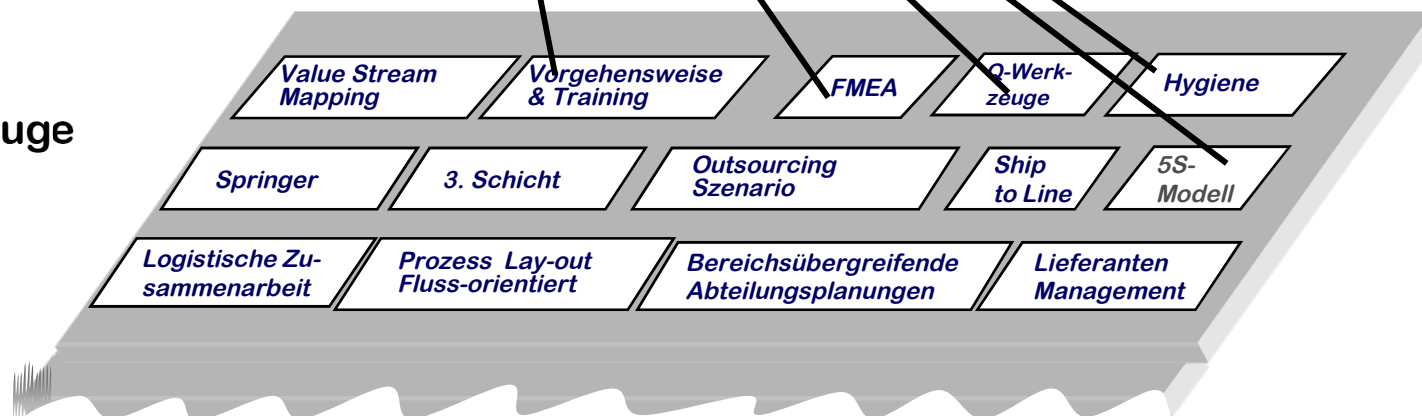 Value Stream
Mapping
Vorgehensweise
& Training
FMEA
Q-Werk-
zeuge
Hygiene
uge
Springer
3. Schicht
Outsourcing
Szenario
Ship
to Line
5S-
Modell
Logistische Zu-
sammenarbeit
Prozess Lay-out
Fluss-orientiert
Bereichsübergreifende
Abteilungsplanungen
Lieferanten
Management